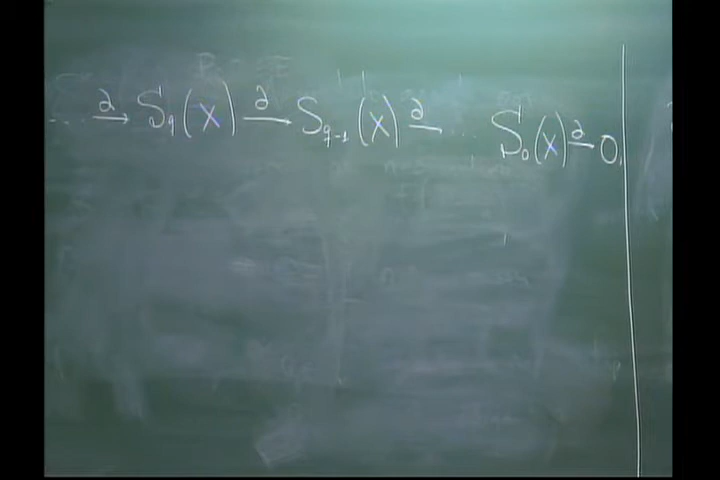 ... ∂→ S_q(X) ∂→ S_{q-1}(X) ∂→ ... S_0(X) ∂→ 0.